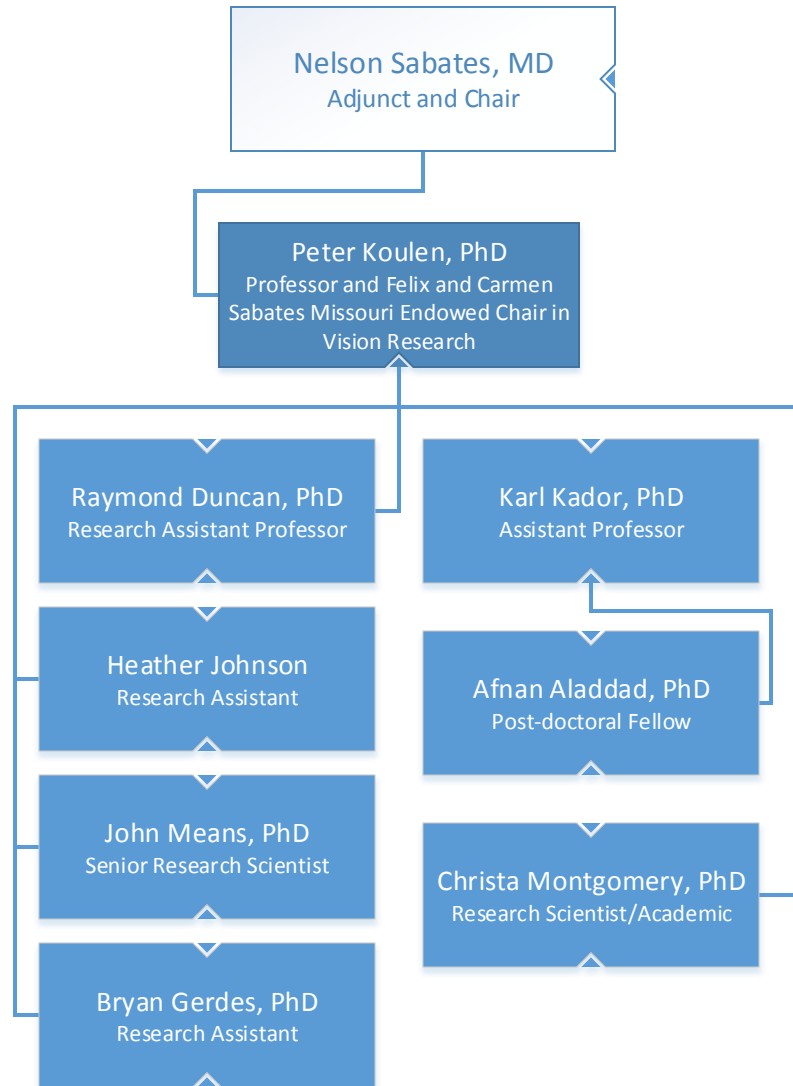 Nelson Sabates, MD
Adjunct and Chair
Peter Koulen, PhD
Professor and Felix and Carmen
Sabates Missouri Endowed Chair in
Vision Research
Raymond Duncan, PhD
Research Assistant Professor
Karl Kador, PhD
Assistant Professor
Heather Johnson
Research Assistant
Afnan Aladdad, PhD
Post-doctoral Fellow
John Means, PhD
Senior Research Scientist
Christa Montgomery, PhD
Research Scientist/Academic
Bryan Gerdes, PhD
Research Assistant